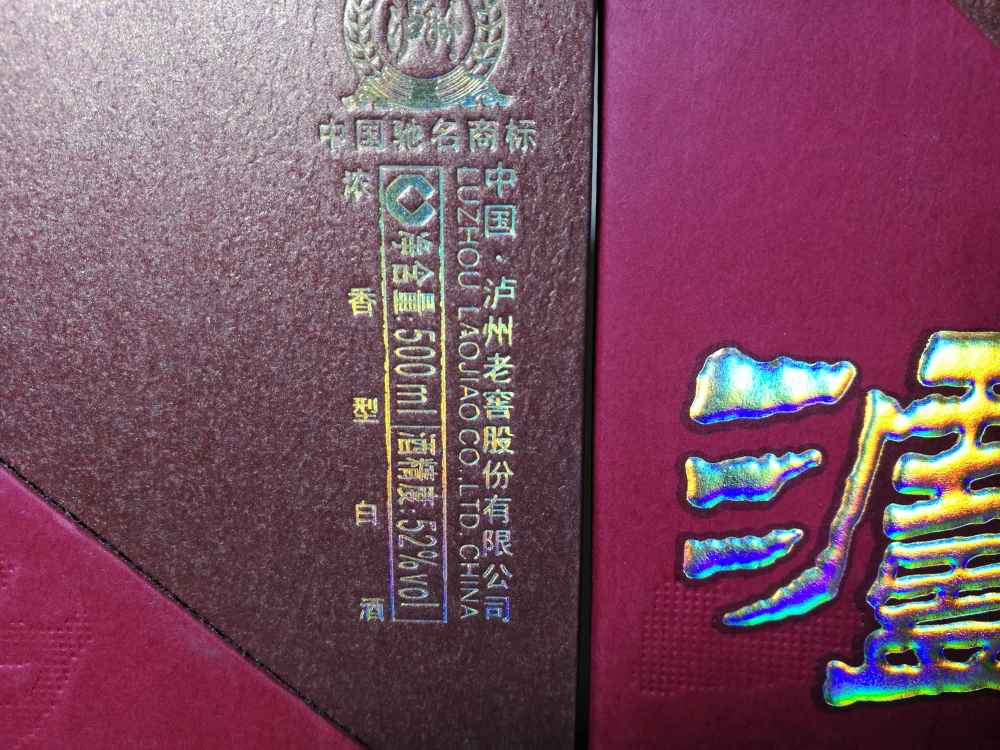 中国驰名商标
中国·泸州老窖股份有限公司
LUZHOU LAOJIAO CO.,LTD.CHINA
净含量:500ml 酒精度:52%vol
浓香型白酒